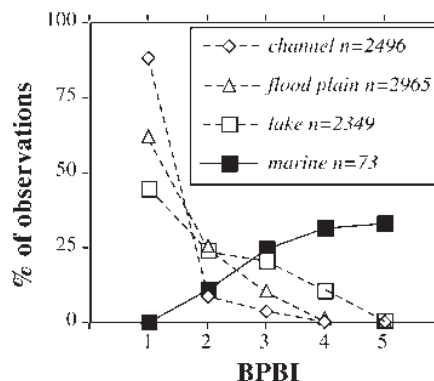 100
75
50
25
0
% of observations
channel n=2496
flood plain n=2965
lake n=2349
marine n=73
1 2 3 4 5
BPBI